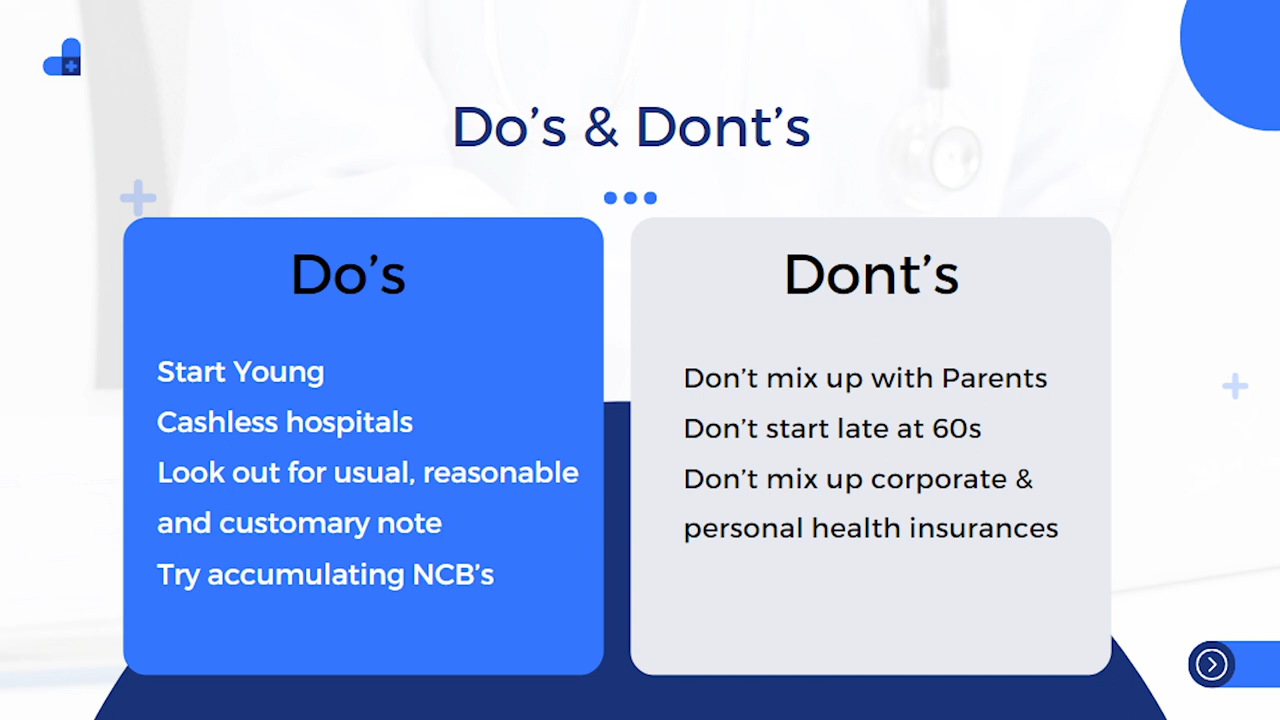 Do’s & Dont’s
Do’s
Start Young
Cashless hospitals
Look out for usual, reasonable
and customary note
Try accumulating NCB’s
Dont’s
Don’t mix up with Parents
Don’t start late at 60s
Don’t mix up corporate &
personal health insurances